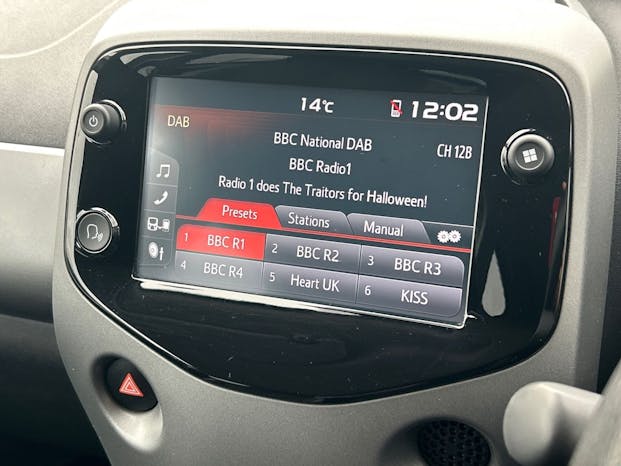 14°C 12:02
DAB
BBC National DAB
CH 12B
BBC Radio1
Radio 1 does The Traitors for Halloween!
Presets Stations Manual
1 BBC R1 2 BBC R2 3 BBC R3
4 BBC R4 5 Heart UK 6 KISS